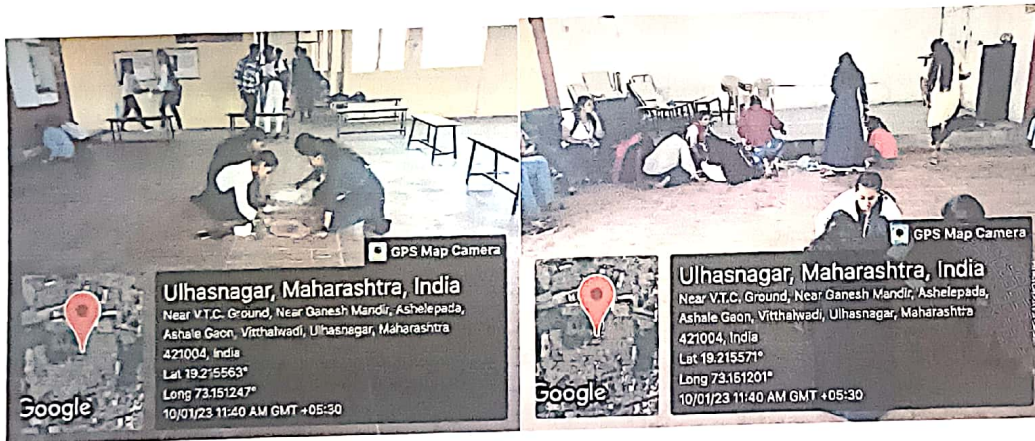 GPS Map Camera
Ulhasnagar, Maharashtra, India
Near V.T.C. Ground, Near Ganesh Mandir, Ashelepada,
Ashale Gaon, Vitthalwadi, Ulhasnagar, Maharashtra
421004, India
Lat 19.215563°
Long 73.151247°
10/01/23 11:40 AM GMT +05:30
Google
GPS Map Camera
Ulhasnagar, Maharashtra, India
Near V.T.C. Ground, Near Ganesh Mandir, Ashelepada,
Ashale Gaon, Vitthalwadi, Ulhasnagar, Maharashtra
421004, India
Lat 19.215571°
Long 73.151201°
10/01/23 11:40 AM GMT +05:30
Google